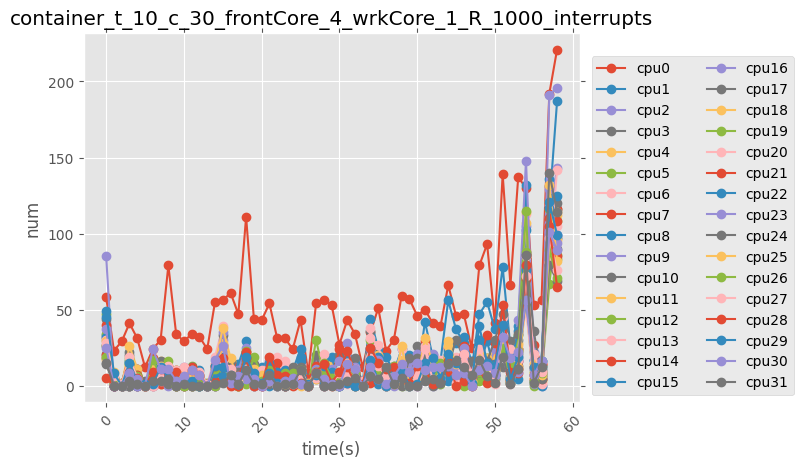 container_t_10_c_30_frontCore_4_wrkCore_1_R_1000_interrupts
num
200
150
100
50
0
0
10
20
30
40
50
60
time(s)
cpu0
cpu1
cpu2
cpu3
cpu4
cpu5
cpu6
cpu7
cpu8
cpu9
cpu10
cpu11
cpu12
cpu13
cpu14
cpu15
cpu16
cpu17
cpu18
cpu19
cpu20
cpu21
cpu22
cpu23
cpu24
cpu25
cpu26
cpu27
cpu28
cpu29
cpu30
cpu31